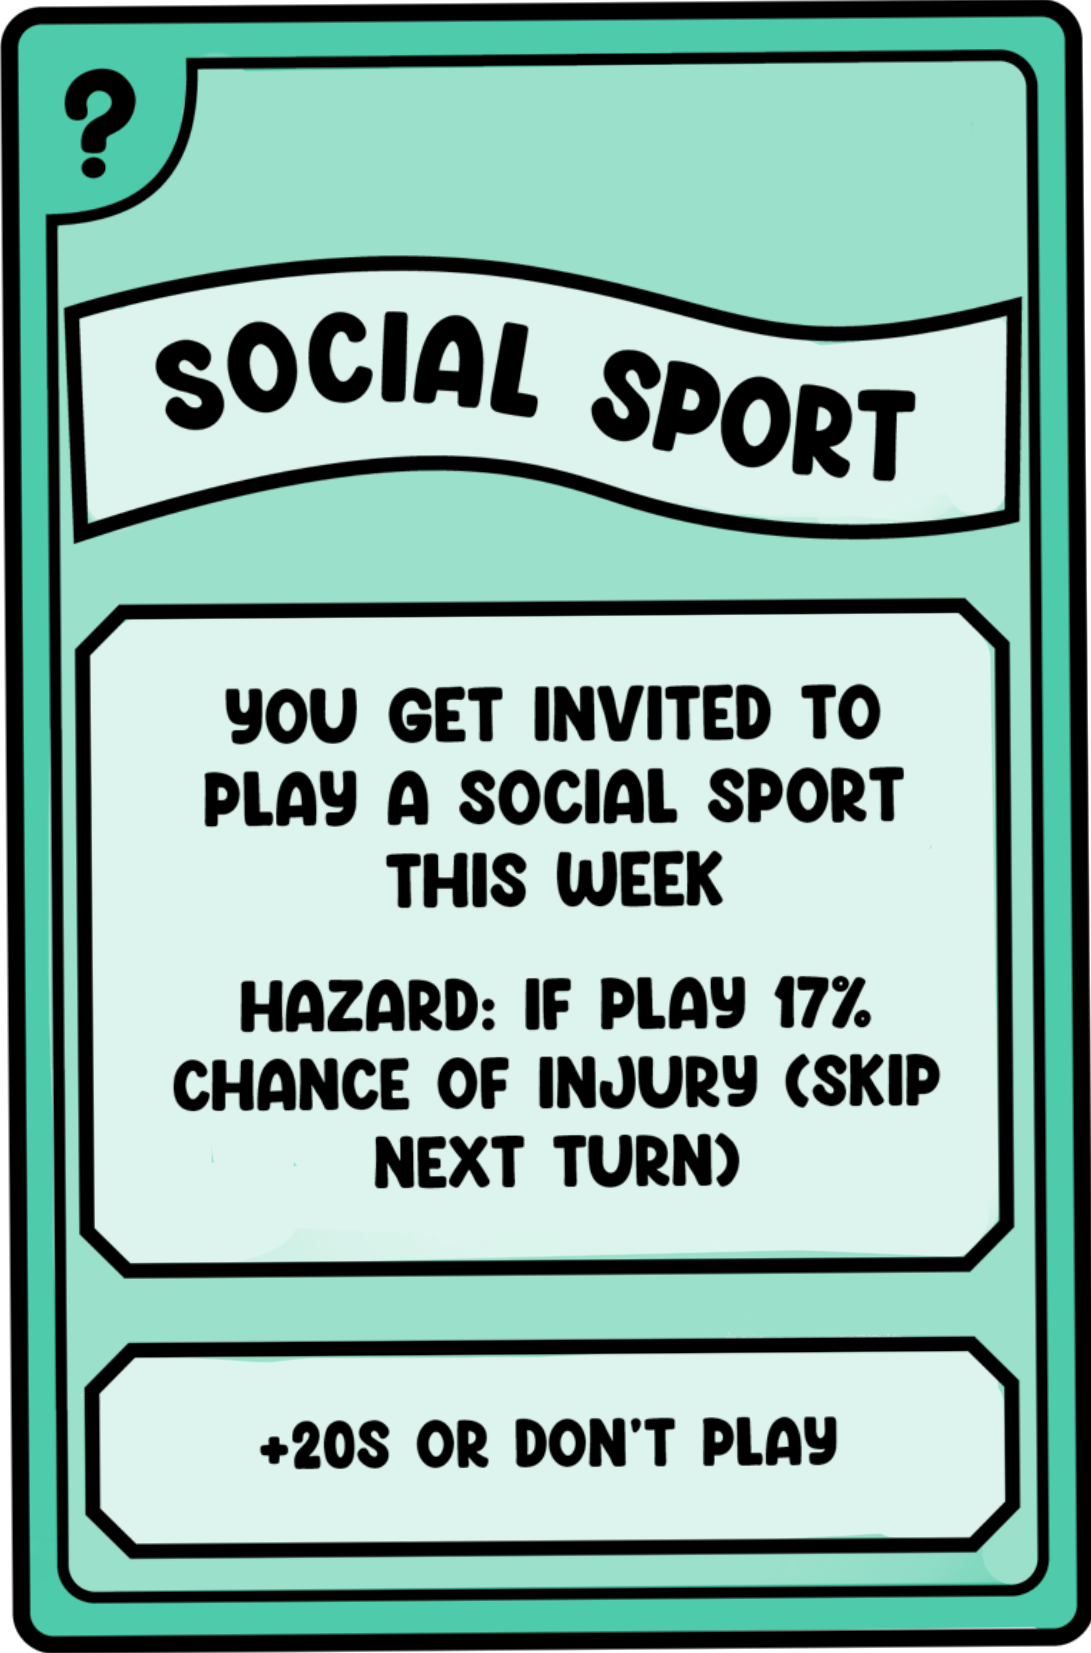 ?
SOCIAL SPORT
YOU GET INVITED TO
PLAY A SOCIAL SPORT
THIS WEEK
HAZARD: IF PLAY 17%
CHANCE OF INJURY (SKIP
NEXT TURN)
+20S OR DON'T PLAY